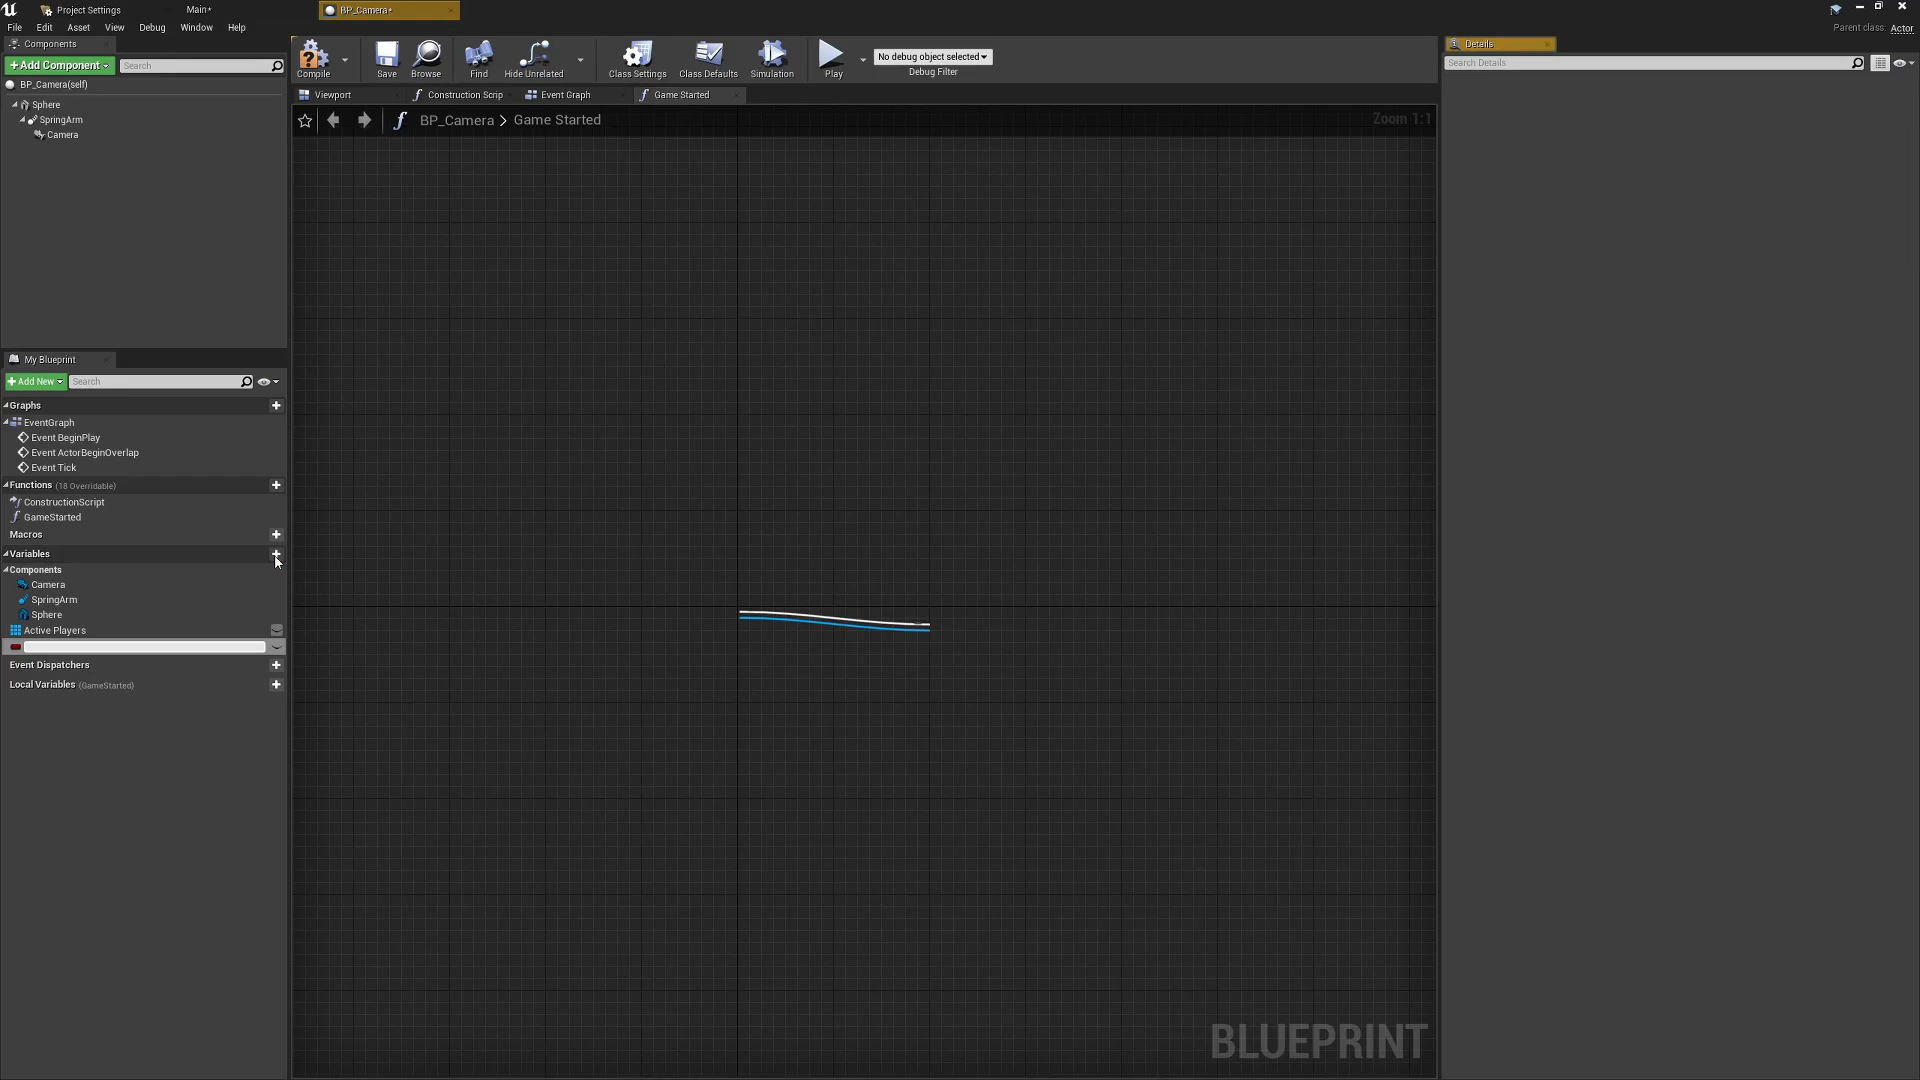 Project Settings
Main*
BP_Camera*
File Edit Asset View Debug Window Help
Parent class: Actor
Components
Details
+Add Component
Search
Compile
Save
Browse
Find
Hide Unrelated
Class Settings
Class Defaults
Simulation
Play
No debug object selected
Debug Filter
Search Details
BP_Camera(self)
Sphere
SpringArm
Camera
Viewport
Construction Scrip
Event Graph
Game Started
BP_Camera > Game Started
Zoom 1:1
My Blueprint
+Add New
Search
Graphs
EventGraph
Event BeginPlay
Event ActorBeginOverlap
Event Tick
Functions (18 Overridable)
ConstructionScript
GameStarted
Macros
Variables
Components
Camera
SpringArm
Sphere
Active Players
Event Dispatchers
Local Variables (GameStarted)
BLUEPRINT